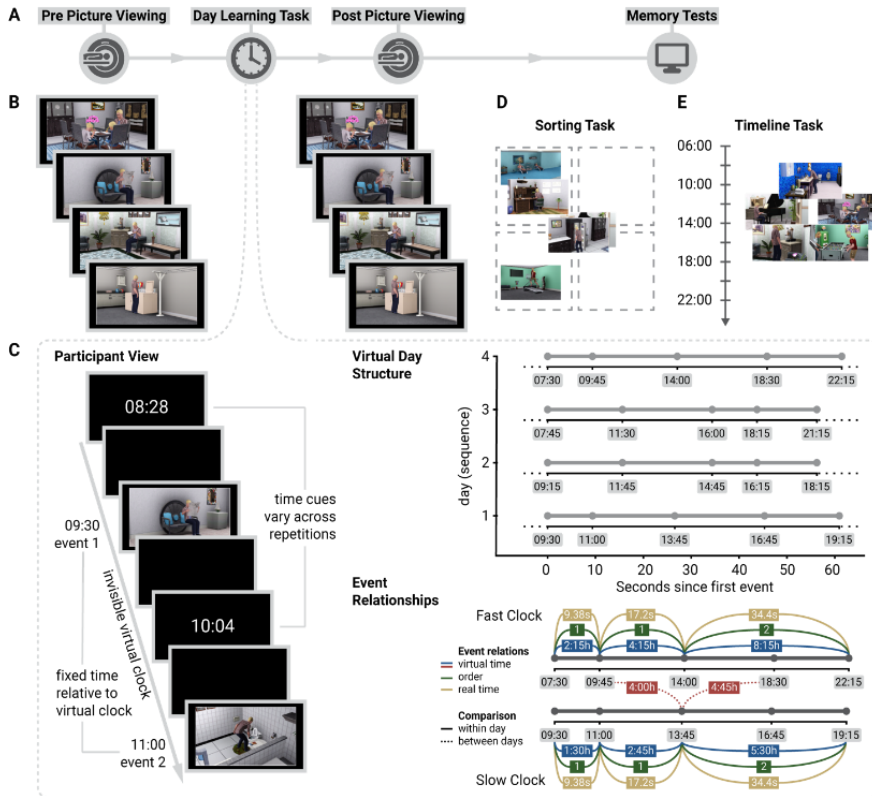 A
Pre Picture Viewing
Day Learning Task
Post Picture Viewing
Memory Tests
B
D
Sorting Task
E
Timeline Task
06:00
10:00
14:00
18:00
22:00
C
Participant View
08:28
09:30
event 1
10:04
11:00
event 2
invisible virtual clock
fixed time
relative to
virtual clock
time cues
vary across
repetitions
Virtual Day
Structure
day (sequence)
4
07:30 09:45 14:00 18:30 22:15
3
07:45 11:30 16:00 18:15 21:15
2
09:15 11:45 14:45 16:15 18:15
1
09:30 11:00 13:45 16:45 19:15
0 10 20 30 40 50 60
Seconds since first event
Event
Relationships
Fast Clock
9.38s 17.2s 34.4s
1 1 2
2:15h 4:15h 8:15h
Event relations
virtual time
order
real time
07:30 09:45 14:00 18:30 22:15
4:00h 4:45h
Comparison
within day
between days
09:30 11:00 13:45 16:45 19:15
1:30h 2:45h 5:30h
1 1 2
9.38s 17.2s 34.4s
Slow Clock